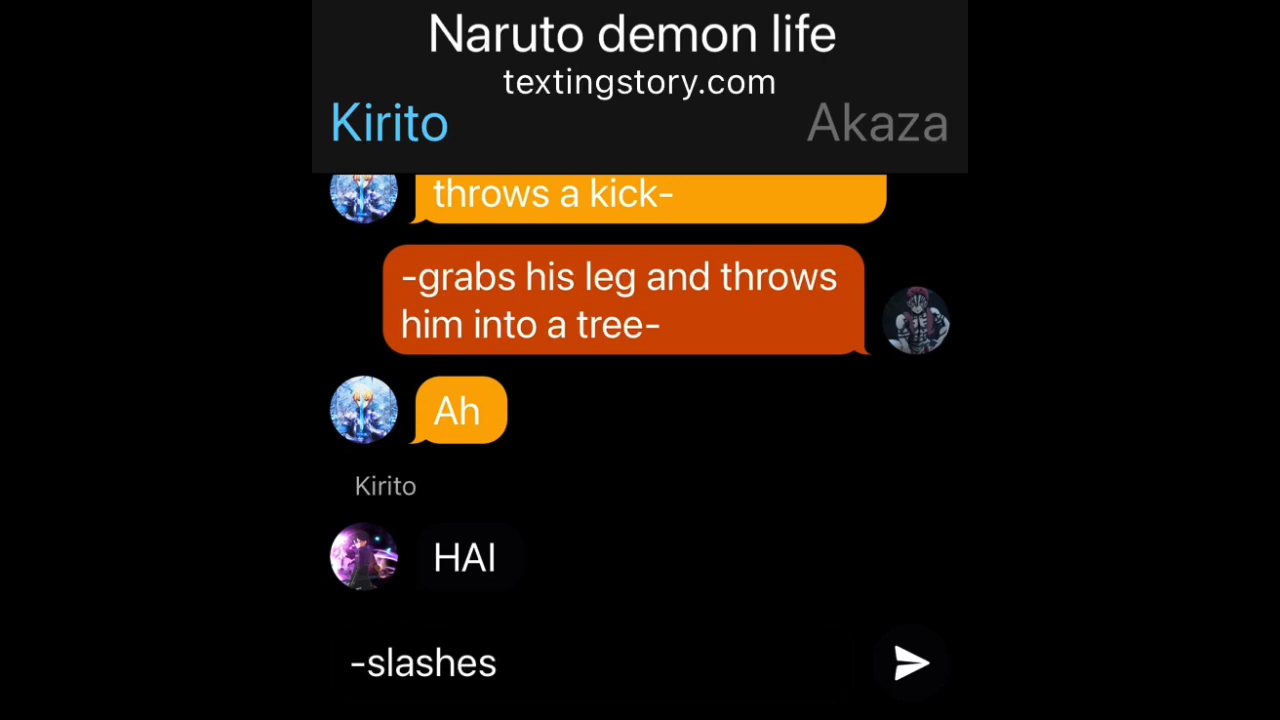 Naruto demon life
textingstory.com
Kirito
Akaza
throws a kick-
-grabs his leg and throws
him into a tree-
Ah
Kirito
HAI
-slashes